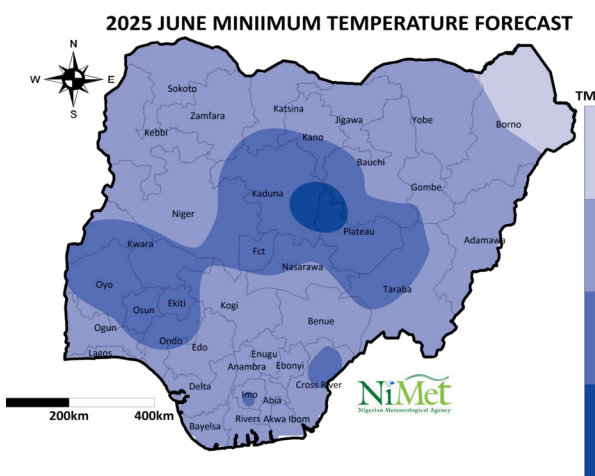 2025 JUNE MINIIMUM TEMPERATURE FORECAST
N
W E
S
TM
Sokoto
Zamfara
Katsina
Jigawa
Yobe
Borno
Kebbi
Kano
Bauchi
Gombe
Kaduna
Niger
Plateau
Adamawa
Kwara
Fct
Nasarawa
Taraba
Oyo
Osun
Ekiti
Kogi
Benue
Ogun
Ondo
Edo
Lagos
Enugu
Anambra
Ebonyi
Delta
Cross River
Imo
Abia
Rivers
Akwa Ibom
Bayelsa
200km 400km
NiMet
Nigerian Meteorological Agency